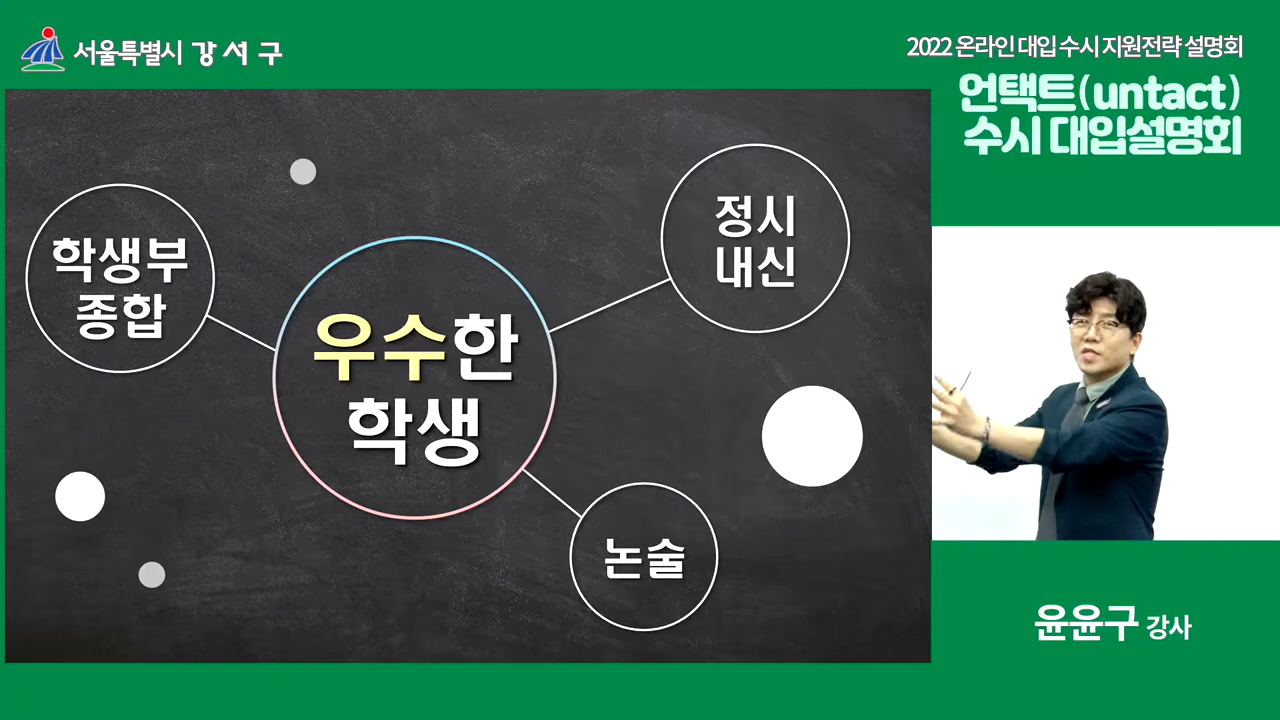 서울특별시 강서구
2022 온라인 대입 수시 지원전략 설명회
언택트(untact)
수시 대입설명회
학생부
종합
우수한
학생
정시
내신
논술
윤윤구 강사